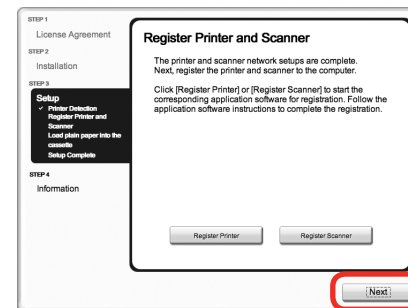 STEP 1
License Agreement
STEP 2
Installation
STEP 3
Setup
✓ Printer Detection
Register Printer and
Scanner
Load plain paper into the
cassette
Setup Complete
STEP 4
Information
Register Printer and Scanner
The printer and scanner network setups are complete.
Next, register the printer and scanner to the computer.
Click [Register Printer] or [Register Scanner] to start the
corresponding application software for registration. Follow the
application software instructions to complete the registration.
Register Printer
Register Scanner
Next